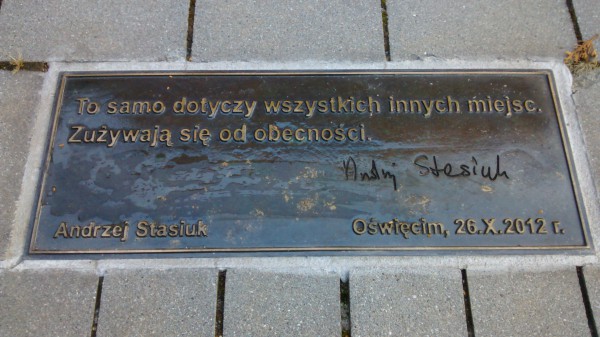 To samo dotyczy wszystkich innych miejsc.
Zużywają się od obecności.
Andrzej Stasiuk
Andrzej Stasiuk
Oświęcim, 26.X.2012 r.